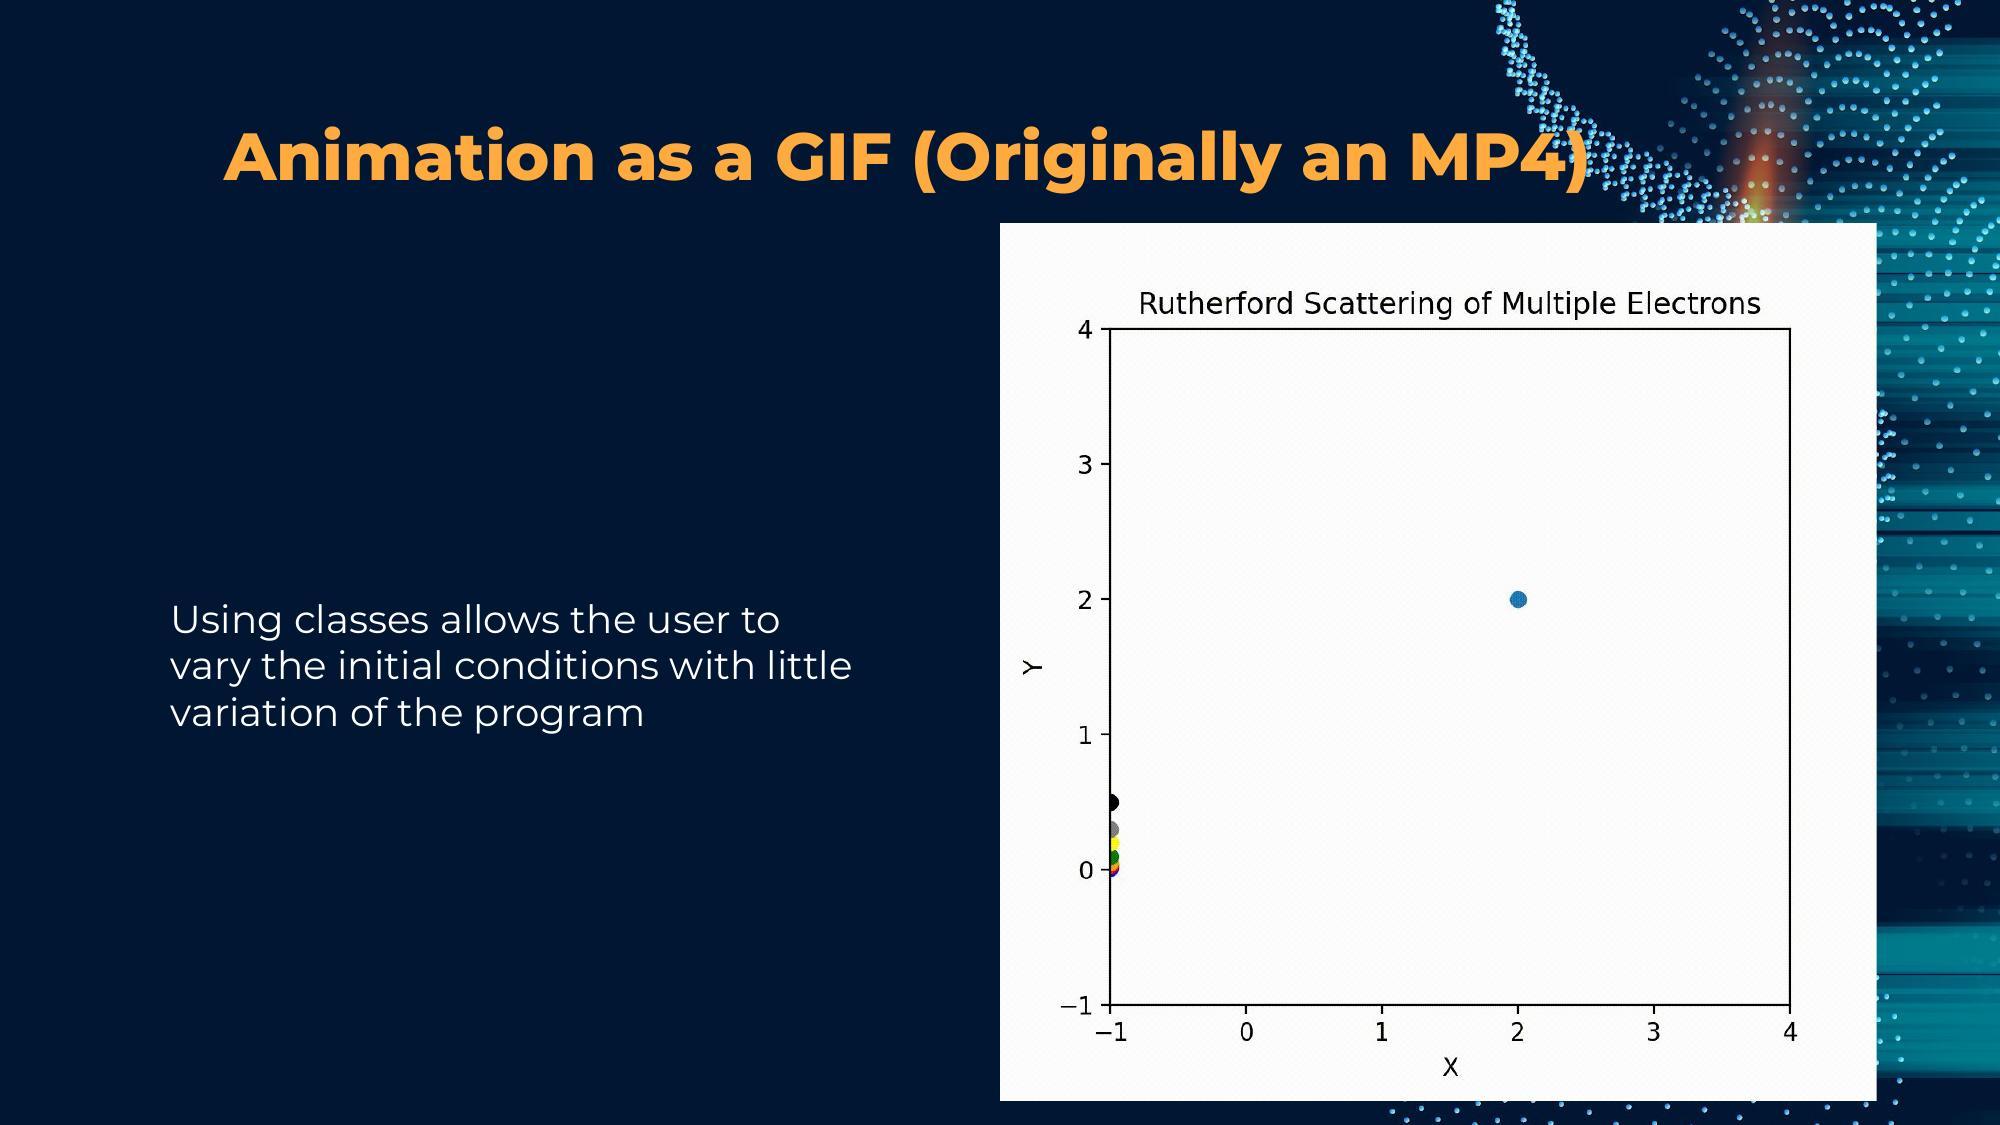 Animation as a GIF (Originally an MP4)
Using classes allows the user to
vary the initial conditions with little
variation of the program
Rutherford Scattering of Multiple Electrons
4
3
2
1
0
−1
Y
−1 0 1 2 3 4
X